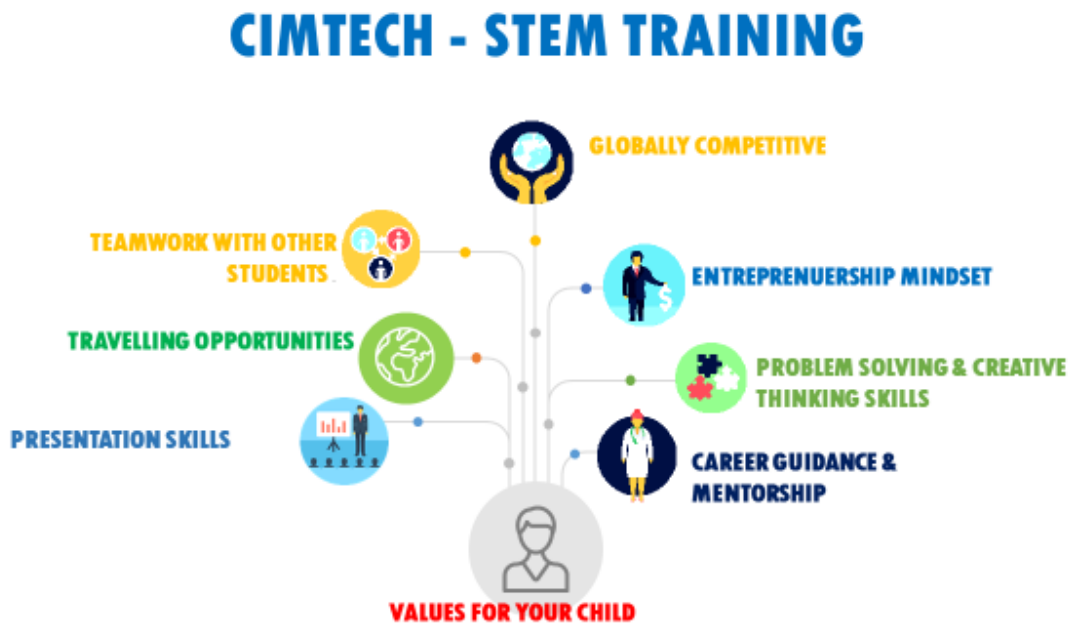 CIMTECH - STEM TRAINING
GLOBALLY COMPETITIVE
TEAMWORK WITH OTHER
STUDENTS
ENTREPRENUERSHIP MINDSET
TRAVELLING OPPORTUNITIES
PROBLEM SOLVING & CREATIVE
THINKING SKILLS
PRESENTATION SKILLS
CAREER GUIDANCE &
MENTORSHIP
VALUES FOR YOUR CHILD